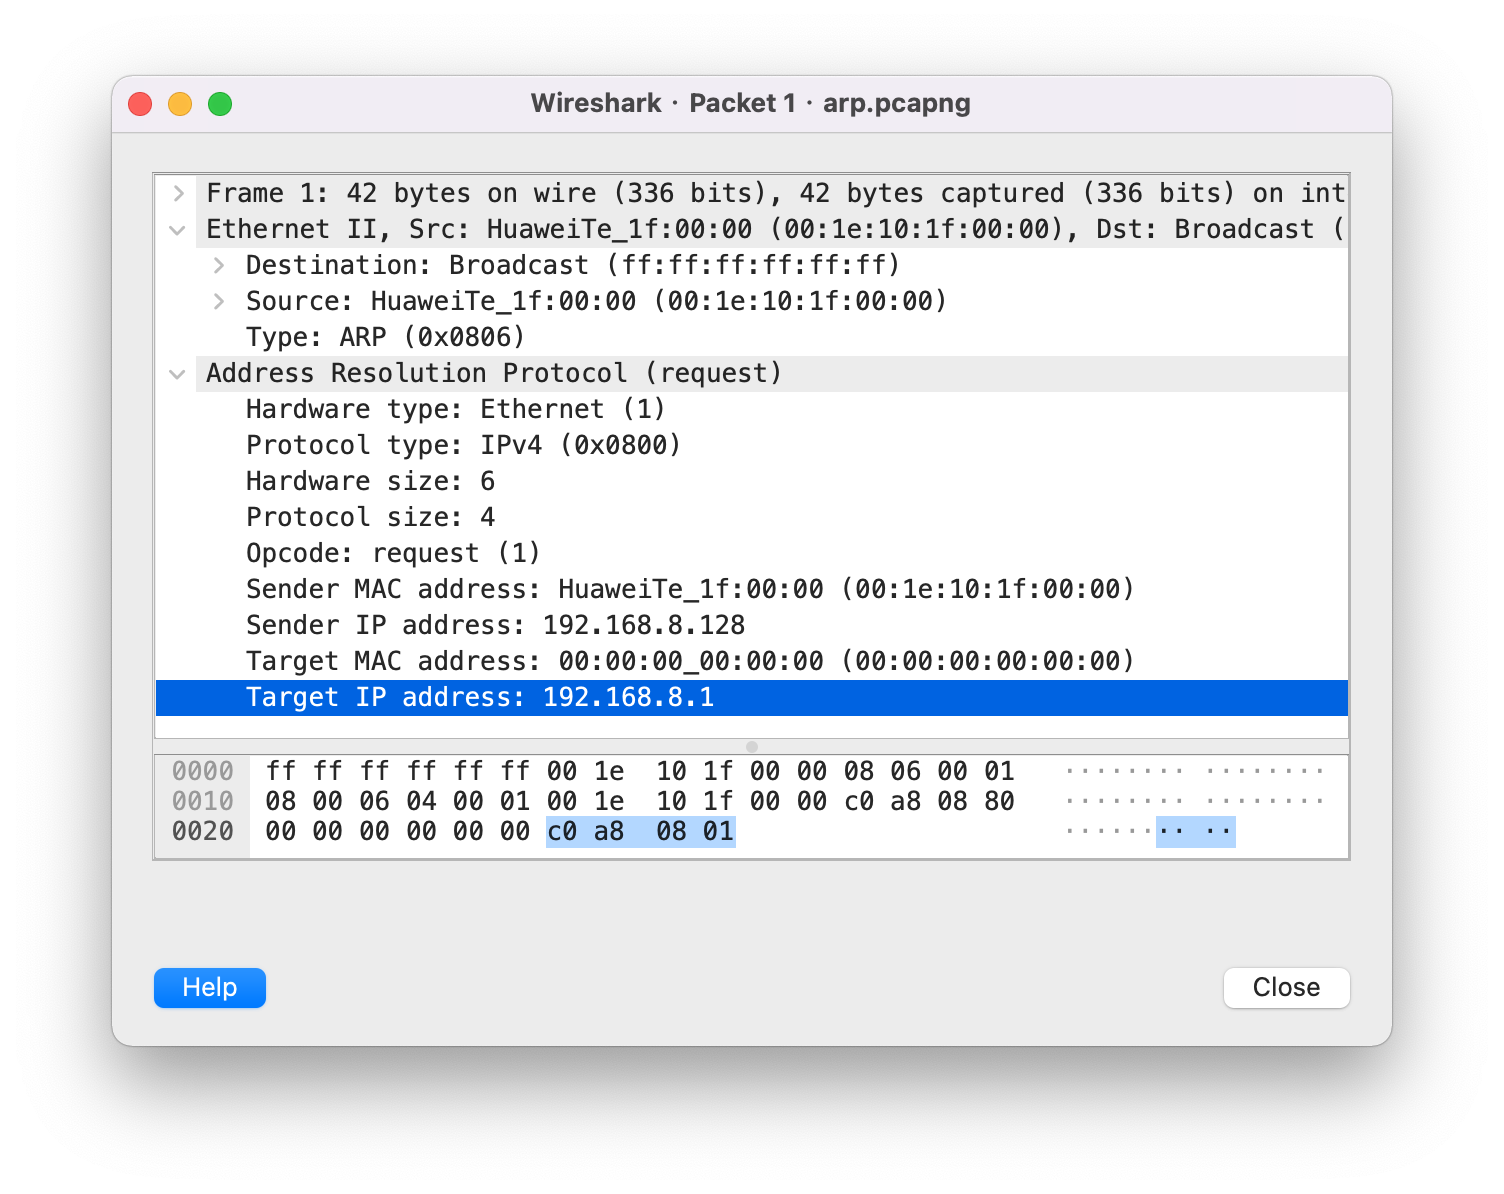 Wireshark · Packet 1 · arp.pcapng
Frame 1: 42 bytes on wire (336 bits), 42 bytes captured (336 bits) on int
Ethernet II, Src: HuaweiTe_1f:00:00 (00:1e:10:1f:00:00), Dst: Broadcast (
Destination: Broadcast (ff:ff:ff:ff:ff:ff)
Source: HuaweiTe_1f:00:00 (00:1e:10:1f:00:00)
Type: ARP (0x0806)
Address Resolution Protocol (request)
Hardware type: Ethernet (1)
Protocol type: IPv4 (0x0800)
Hardware size: 6
Protocol size: 4
Opcode: request (1)
Sender MAC address: HuaweiTe_1f:00:00 (00:1e:10:1f:00:00)
Sender IP address: 192.168.8.128
Target MAC address: 00:00:00_00:00:00 (00:00:00:00:00:00)
Target IP address: 192.168.8.1
0000 ff ff ff ff ff ff 00 1e 10 1f 00 00 08 06 00 01 ········ ········
0010 08 00 06 04 00 01 00 1e 10 1f 00 00 c0 a8 08 80 ········ ········
0020 00 00 00 00 00 00 c0 a8 08 01 ········ ··
Help
Close